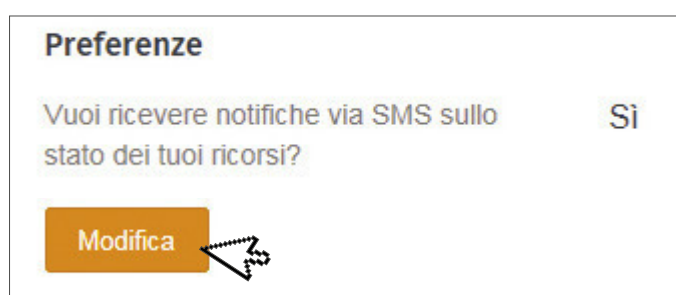 Preferenze
Vuoi ricevere notifiche via SMS sullo Sì
stato dei tuoi ricorsi?
Modifica